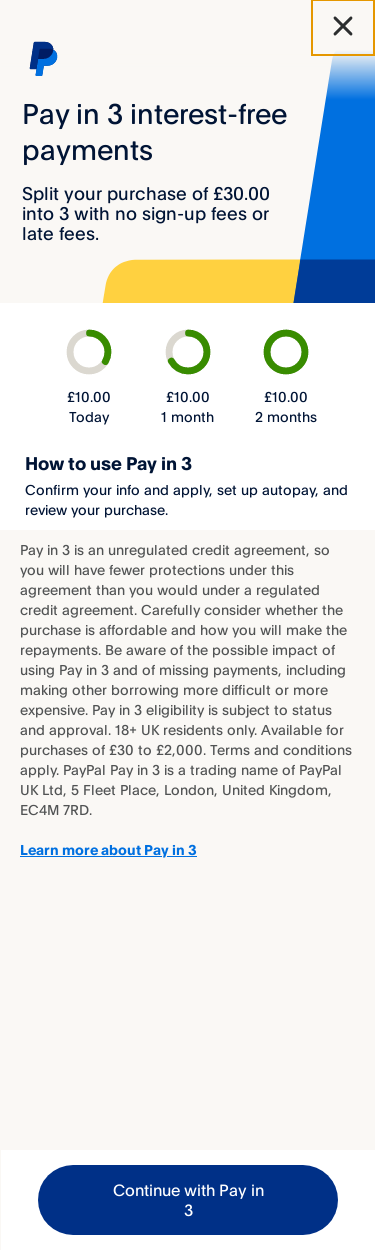 Pay in 3 interest-free
payments
Split your purchase of £30.00
into 3 with no sign-up fees or
late fees.
£10.00
Today
£10.00
1 month
£10.00
2 months
How to use Pay in 3
Confirm your info and apply, set up autopay, and
review your purchase.
Pay in 3 is an unregulated credit agreement, so
you will have fewer protections under this
agreement than you would under a regulated
credit agreement. Carefully consider whether the
purchase is affordable and how you will make the
repayments. Be aware of the possible impact of
using Pay in 3 and of missing payments, including
making other borrowing more difficult or more
expensive. Pay in 3 eligibility is subject to status
and approval. 18+ UK residents only. Available for
purchases of £30 to £2,000. Terms and conditions
apply. PayPal Pay in 3 is a trading name of PayPal
UK Ltd, 5 Fleet Place, London, United Kingdom,
EC4M 7RD.
Learn more about Pay in 3
Continue with Pay in
3